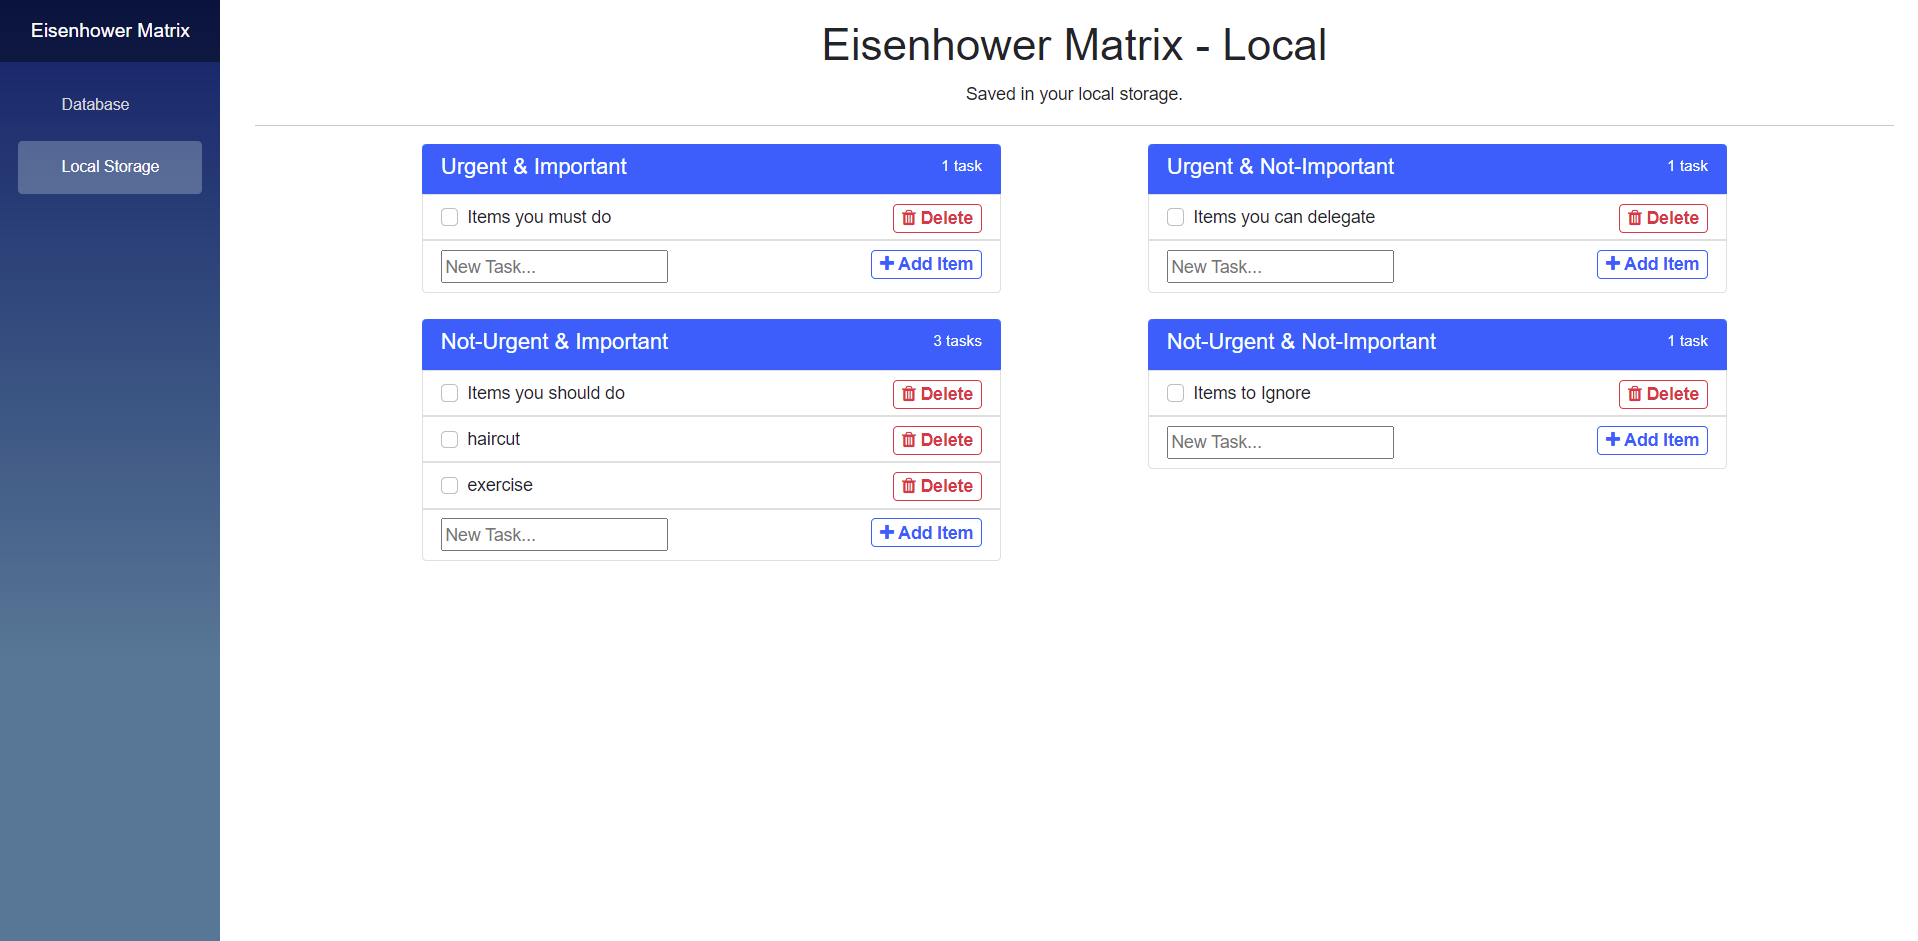 Eisenhower Matrix
Database
Local Storage
Eisenhower Matrix - Local
Saved in your local storage.
Urgent & Important 1 task
Items you must do Delete
New Task... Add Item
Urgent & Not-Important 1 task
Items you can delegate Delete
New Task... Add Item
Not-Urgent & Important 3 tasks
Items you should do Delete
haircut Delete
exercise Delete
New Task... Add Item
Not-Urgent & Not-Important 1 task
Items to Ignore Delete
New Task... Add Item